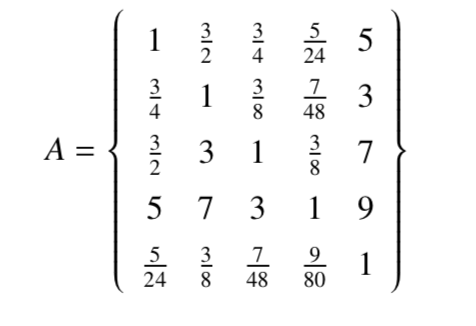 A = { 1 3/2 3/4 5/24 5
3/4 1 3/8 7/48 3
3/2 3 1 3/8 7
5 7 3 1 9
5/24 3/8 7/48 9/80 1 }